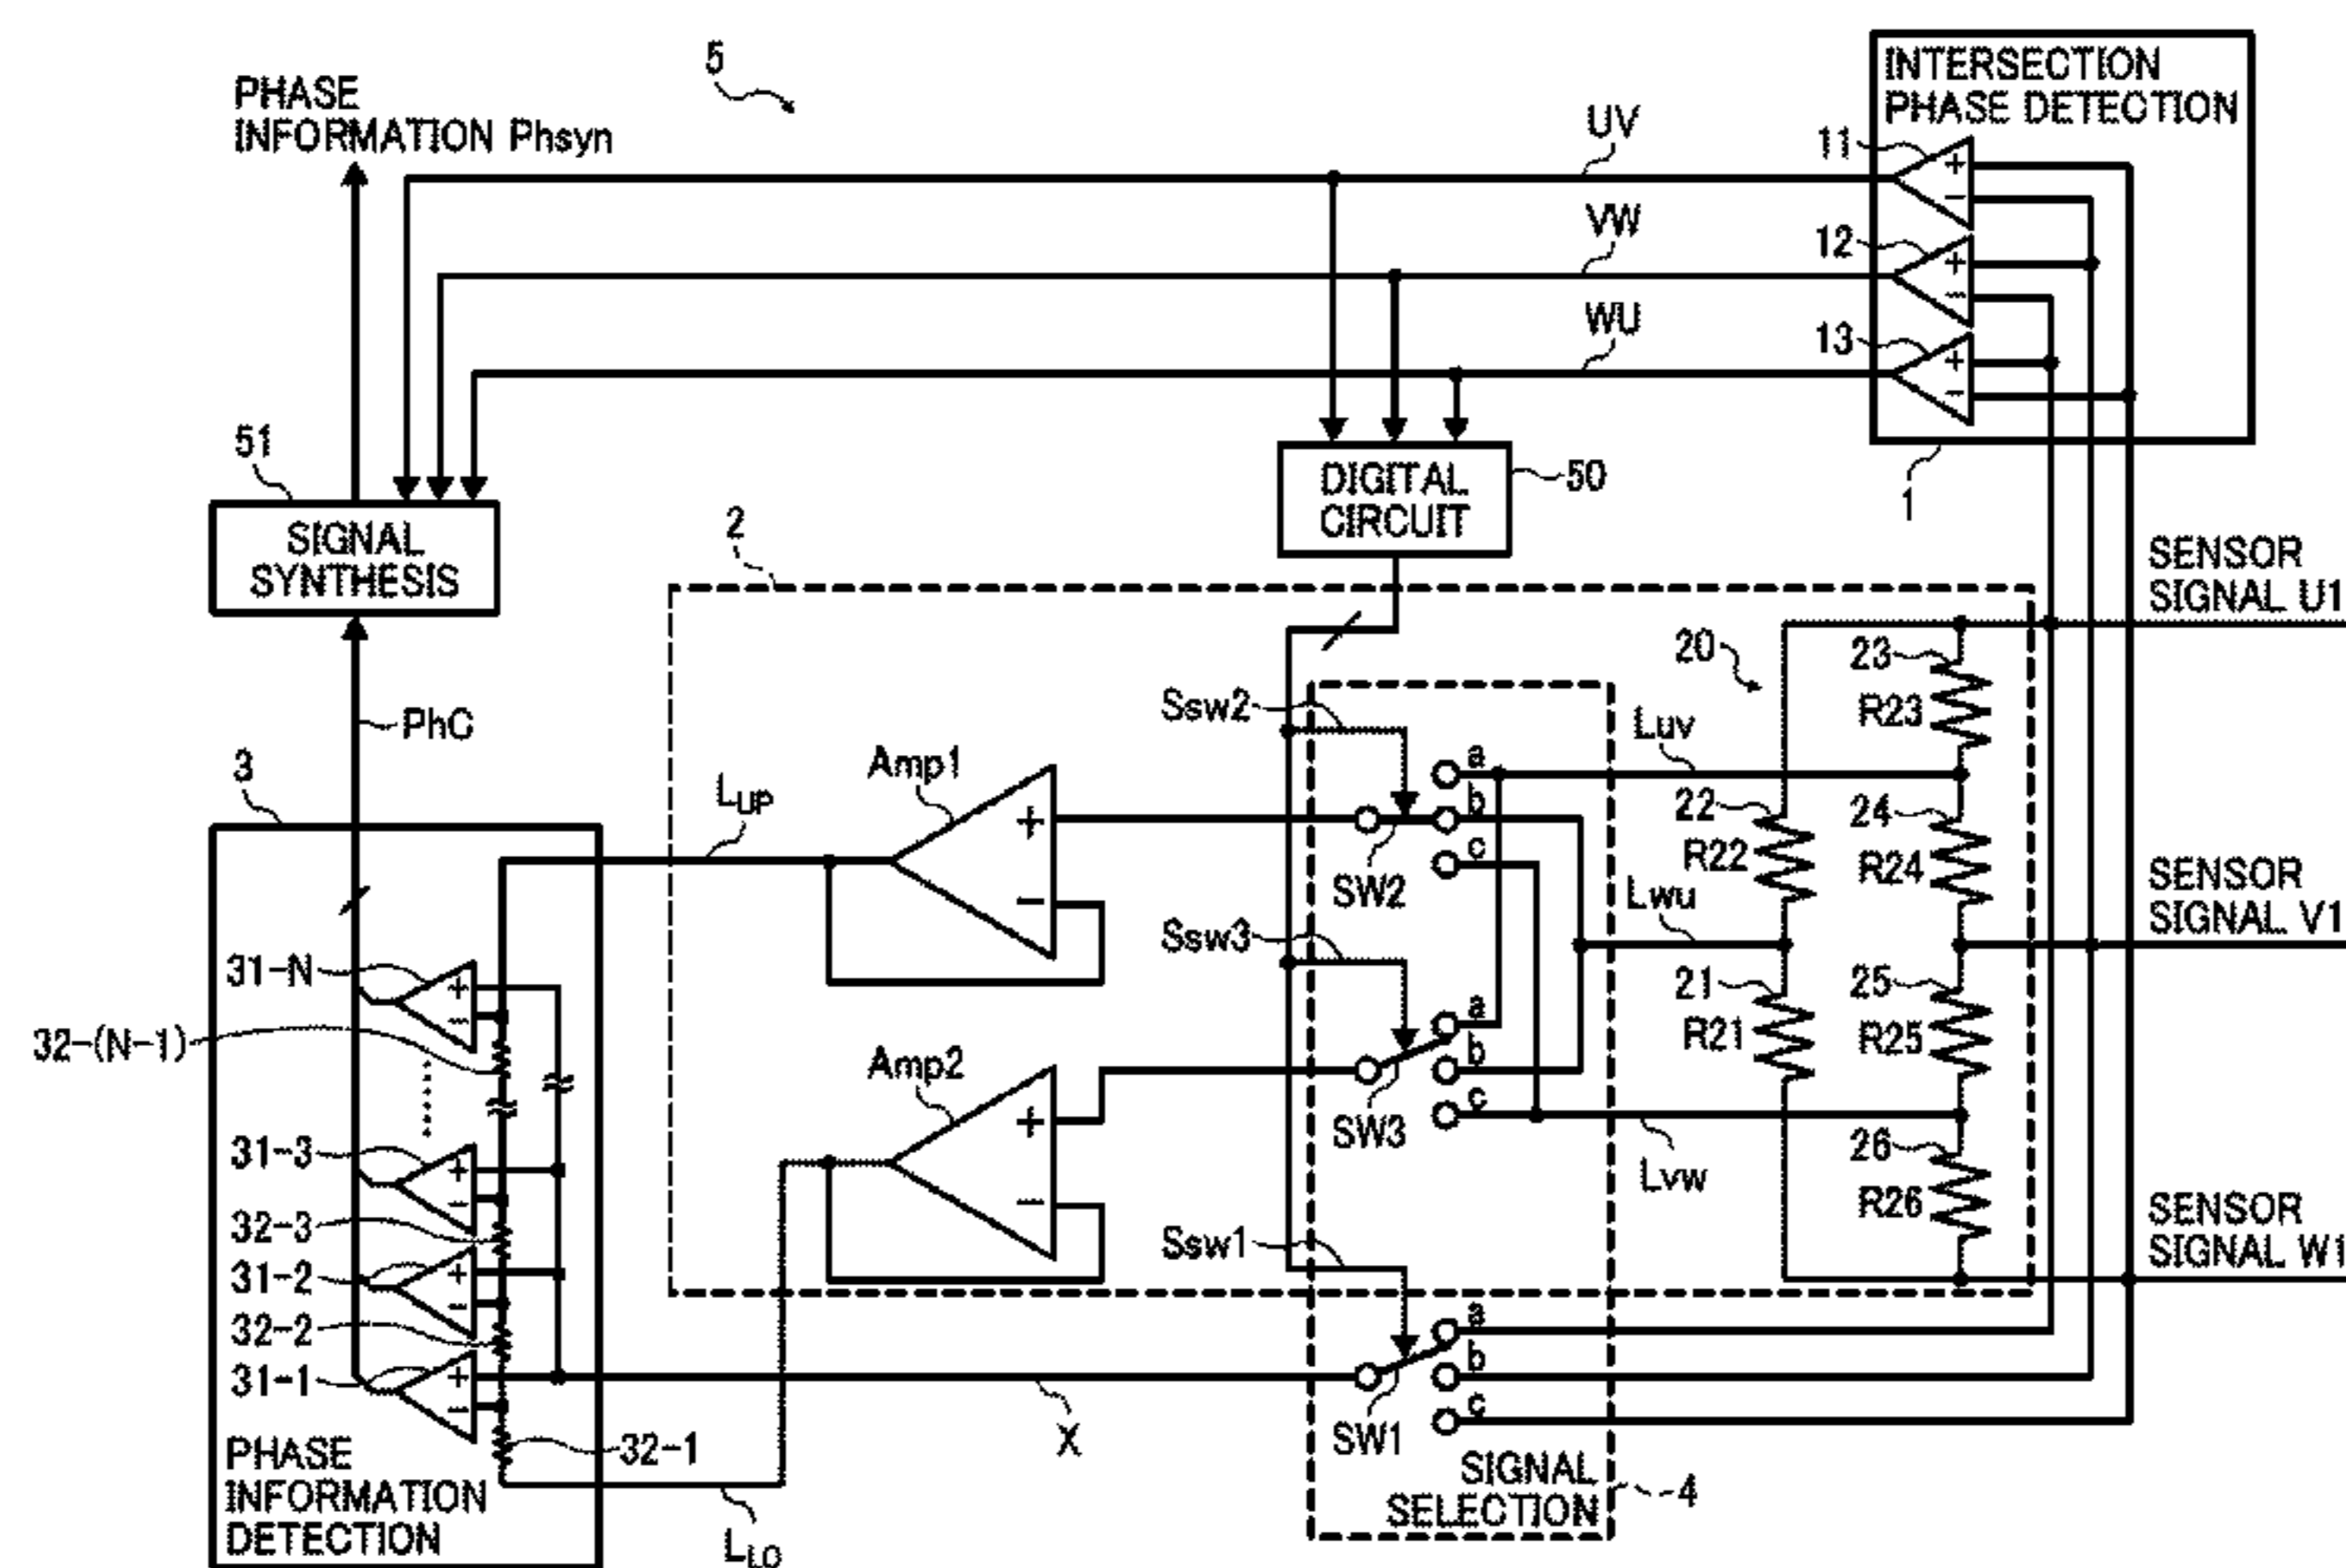 5
PHASE
INFORMATION Phsyn
INTERSECTION
PHASE DETECTION
11
+
−
12
+
−
13
+
−
1
UV
VW
WU
51
SIGNAL
SYNTHESIS
DIGITAL
CIRCUIT
50
2
SENSOR
SIGNAL U1
SENSOR
SIGNAL V1
SENSOR
SIGNAL W1
20
23
R23
22
R22
24
R24
21
R21
25
R25
26
R26
Luv
Lwu
Lvw
Ssw2
a
b
c
SW2
Ssw3
a
b
c
SW3
Ssw1
a
b
c
SW1
SIGNAL
SELECTION
4
Amp1
+
−
Amp2
+
−
LUP
LLO
X
PhC
3
31-N
+
−
32-(N-1)
31-3
+
−
32-3
31-2
+
−
32-2
31-1
+
−
32-1
PHASE
INFORMATION
DETECTION